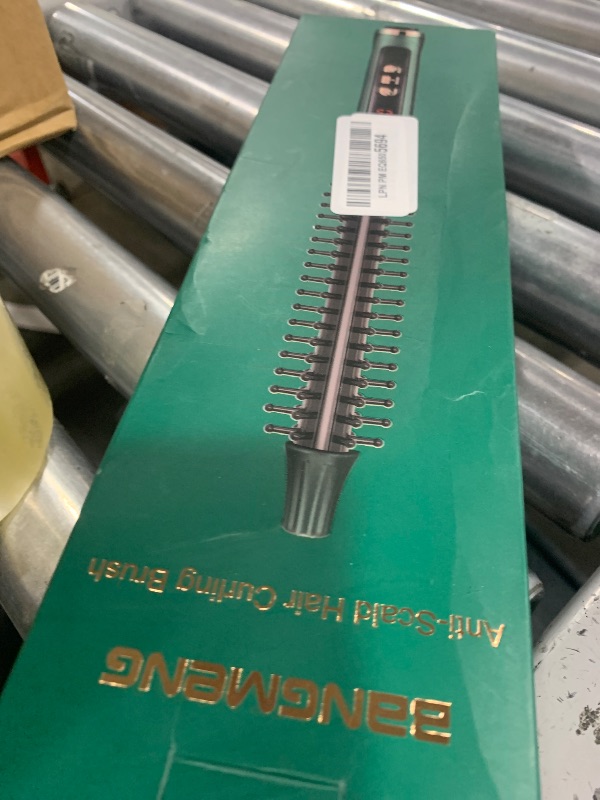 BANGMENG
Anti-Scald Hair Curling Brush